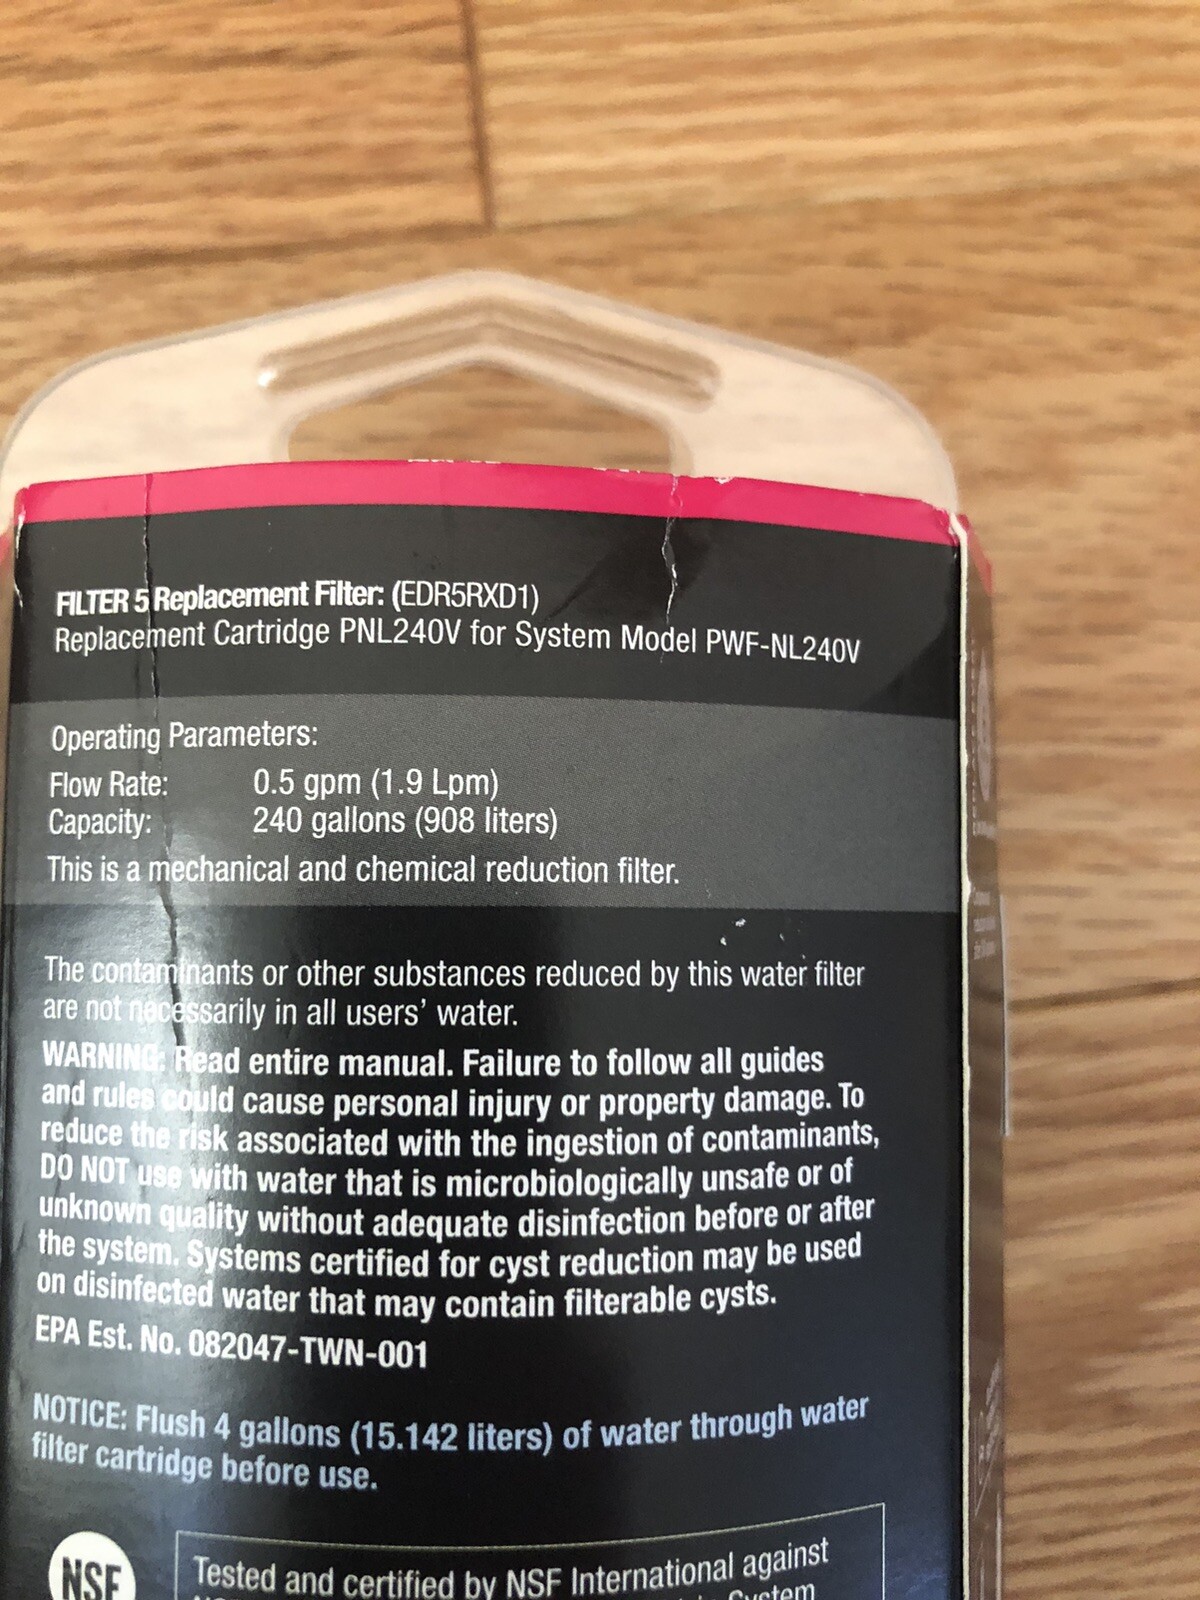 FILTER 5 Replacement Filter: (EDR5RXD1)
Replacement Cartridge PNL240V for System Model PWF-NL240V
Operating Parameters:
Flow Rate: 0.5 gpm (1.9 Lpm)
Capacity: 240 gallons (908 liters)
This is a mechanical and chemical reduction filter.
The contaminants or other substances reduced by this water filter
are not necessarily in all users’ water.
WARNING: Read entire manual. Failure to follow all guides
and rules could cause personal injury or property damage. To
reduce the risk associated with the ingestion of contaminants,
DO NOT use with water that is microbiologically unsafe or of
unknown quality without adequate disinfection before or after
the system. Systems certified for cyst reduction may be used
on disinfected water that may contain filterable cysts.
EPA Est. No. 082047-TWN-001
NOTICE: Flush 4 gallons (15.142 liters) of water through water
filter cartridge before use.
NSF
Tested and certified by NSF International against
System